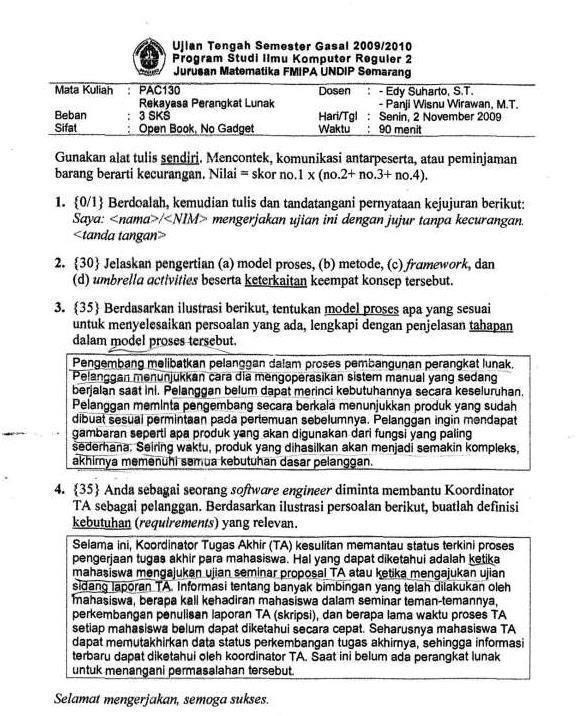 Ujian Tengah Semester Gasal 2009/2010
Program Studi Ilmu Komputer Reguler 2
Jurusan Matematika FMIPA UNDIP Semarang
Mata Kuliah : PAC130 Dosen : - Edy Suharto, S.T.
Rekayasa Perangkat Lunak - Panji Wisnu Wirawan, M.T.
Beban : 3 SKS Hari/Tgl : Senin, 2 November 2009
Sifat : Open Book, No Gadget Waktu : 90 menit
Gunakan alat tulis sendiri. Mencontek, komunikasi antarpeserta, atau peminjaman
barang berarti kecurangan. Nilai = skor no.1 x (no.2+ no.3+ no.4).
1. {0/1} Berdoalah, kemudian tulis dan tandatangani pernyataan kejujuran berikut:
Saya: <nama>/<NIM> mengerjakan ujian ini dengan jujur tanpa kecurangan.
<tanda tangan>
2. {30} Jelaskan pengertian (a) model proses, (b) metode, (c) framework, dan
(d) umbrella activities beserta keterkaitan keempat konsep tersebut.
3. {35} Berdasarkan ilustrasi berikut, tentukan model proses apa yang sesuai
untuk menyelesaikan persoalan yang ada, lengkapi dengan penjelasan tahapan
dalam model proses tersebut.
Pengembang melibatkan pelanggan dalam proses pembangunan perangkat lunak.
Pelanggan menunjukkan cara dia mengoperasikan sistem manual yang sedang
berjalan saat ini. Pelanggan belum dapat merinci kebutuhannya secara keseluruhan.
Pelanggan meminta pengembang secara berkala menunjukkan produk yang sudah
dibuat sesuai permintaan pada pertemuan sebelumnya. Pelanggan ingin mendapat
gambaran seperti apa produk yang akan digunakan dari fungsi yang paling
sederhana. Seiring waktu, produk yang dihasilkan akan menjadi semakin kompleks,
akhirnya memenuhi semua kebutuhan dasar pelanggan.
4. {35} Anda sebagai seorang software engineer diminta membantu Koordinator
TA sebagai pelanggan. Berdasarkan ilustrasi persoalan berikut, buatlah definisi
kebutuhan (requirements) yang relevan.
Selama ini, Koordinator Tugas Akhir (TA) kesulitan memantau status terkini proses
pengerjaan tugas akhir para mahasiswa. Hal yang dapat diketahui adalah ketika
mahasiswa mengajukan ujian seminar proposal TA atau ketika mengajukan ujian
sidang laporan TA. Informasi tentang banyak bimbingan yang telah dilakukan oleh
mahasiswa, berapa kali kehadiran mahasiswa dalam seminar teman-temannya,
perkembangan penulisan laporan TA (skripsi), dan berapa lama waktu proses TA
setiap mahasiswa belum dapat diketahui secara cepat. Seharusnya mahasiswa TA
dapat memutakhirkan data status perkembangan tugas akhirnya, sehingga informasi
terbaru dapat diketahui oleh koordinator TA. Saat ini belum ada perangkat lunak
untuk menangani permasalahan tersebut.
Selamat mengerjakan, semoga sukses.